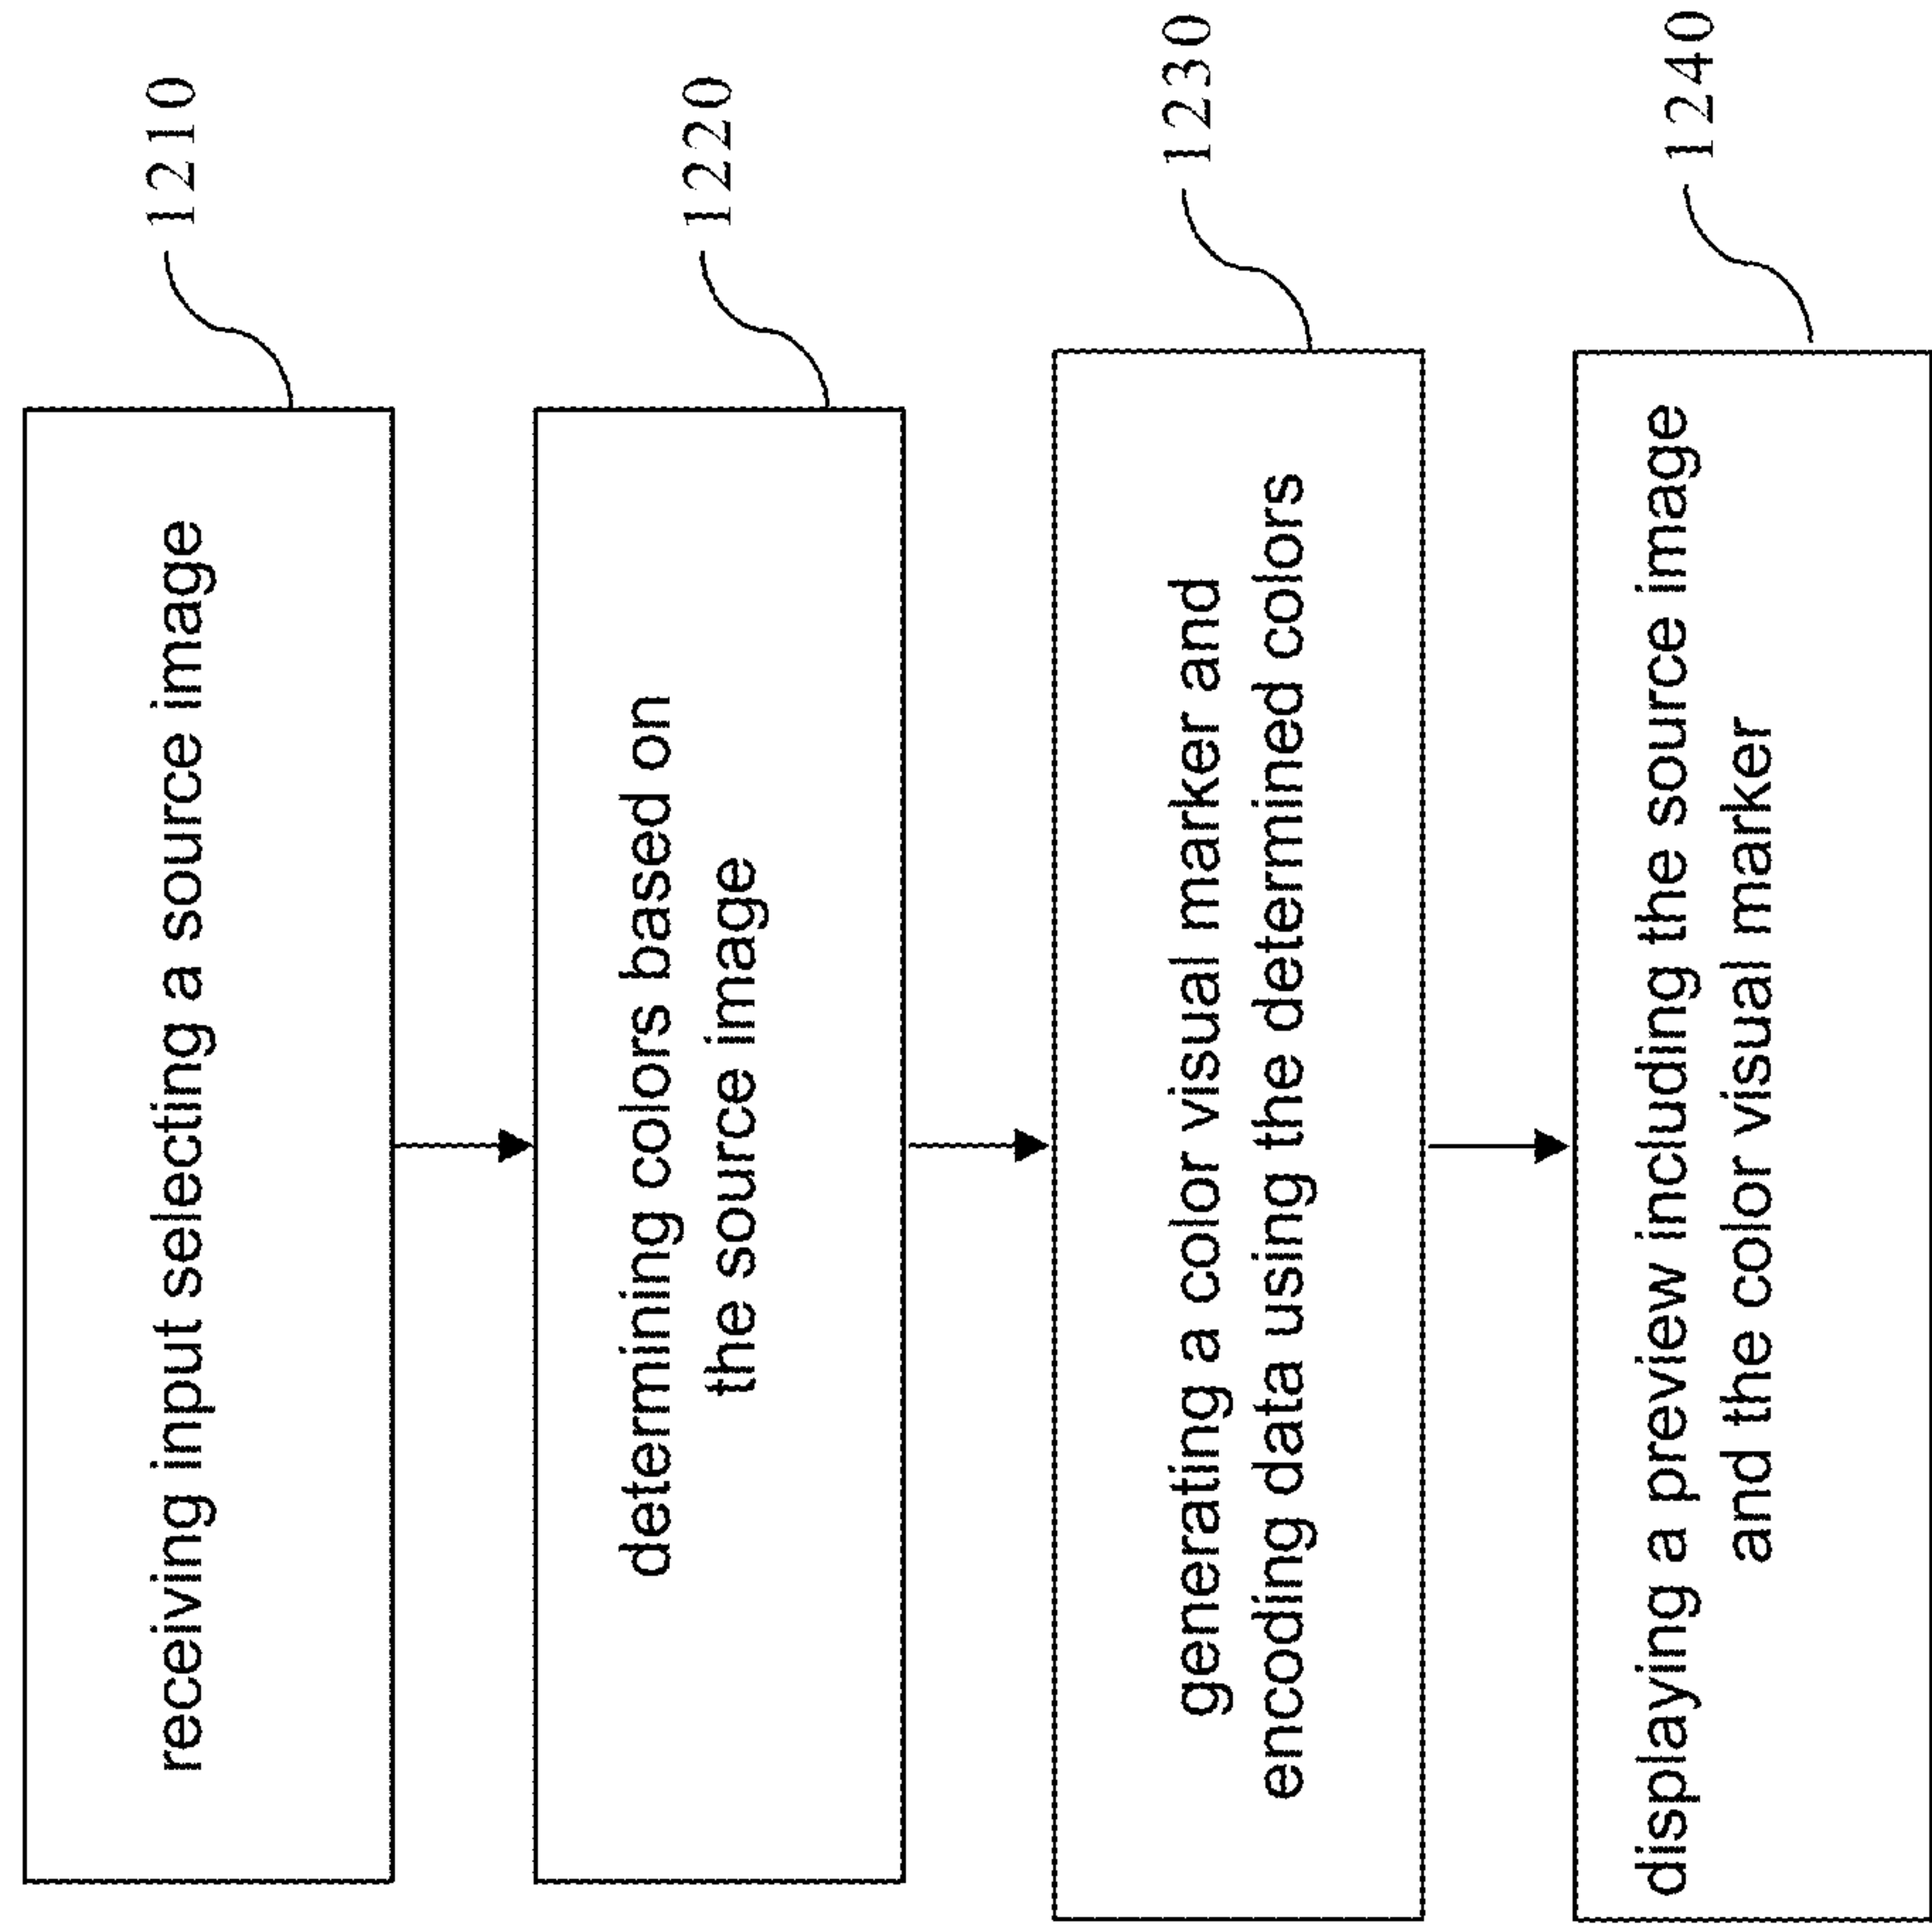 receiving input selecting a source image
1210
determining colors based on
the source image
1220
generating a color visual marker and
encoding data using the determined colors
1230
displaying a preview including the source image
and the color visual marker
1240